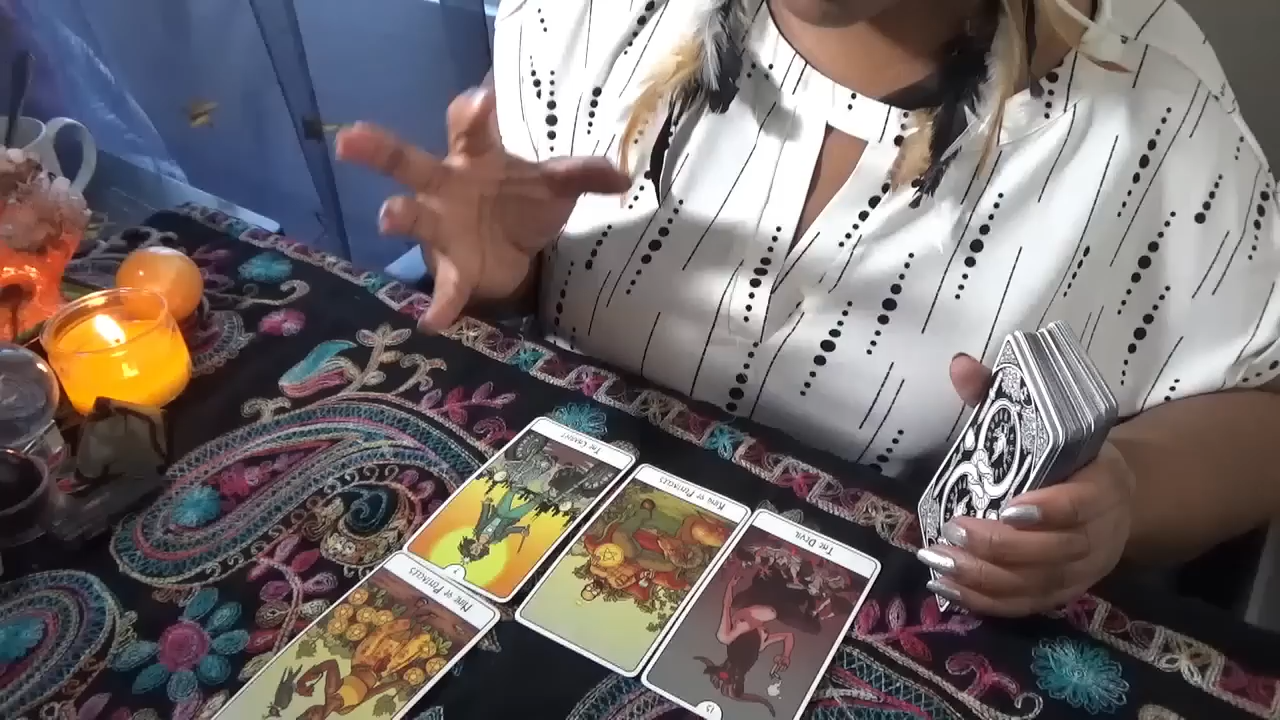 THE CHARIOT
KING OF PENTACLES
THE DEVIL
15
NINE OF PENTACLES